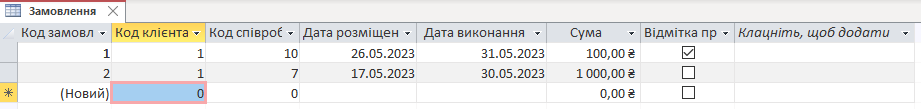 Замовлення
Код замовл Код клієнта Код співроб Дата розміщен Дата виконання Сума Відмітка пр Клацніть, щоб додати
1 1 10 26.05.2023 31.05.2023 100,00 ₴
2 1 7 17.05.2023 30.05.2023 1 000,00 ₴
(Новий) 0 0 0,00 ₴